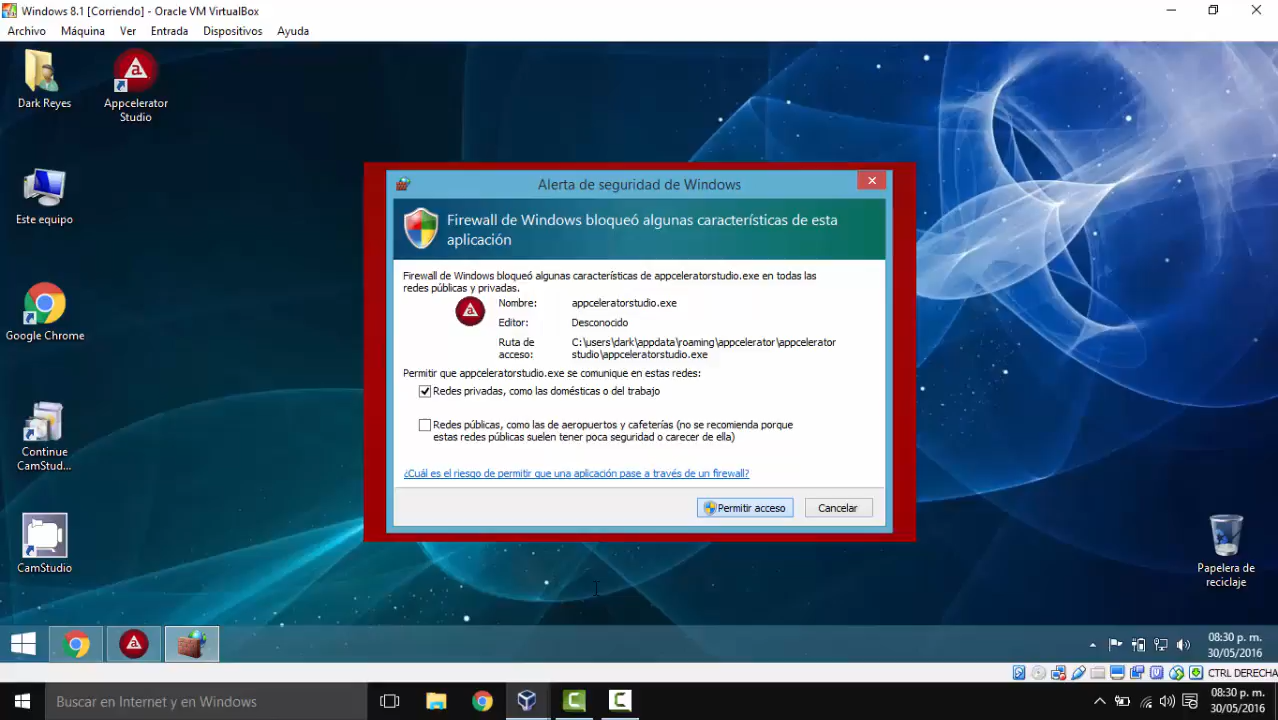 Windows 8.1 [Corriendo] - Oracle VM VirtualBox
Archivo Máquina Ver Entrada Dispositivos Ayuda
Dark Reyes
Appcelerator
Studio
Este equipo
Google Chrome
Continue
CamStud...
CamStudio
Alerta de seguridad de Windows
Firewall de Windows bloqueó algunas características de esta
aplicación
Firewall de Windows bloqueó algunas características de appceleratorstudio.exe en todas las
redes públicas y privadas.
Nombre: appceleratorstudio.exe
Editor: Desconocido
Ruta de C:\users\dark\appdata\roaming\appcelerator\appcelerator
acceso: studio\appceleratorstudio.exe
Permitir que appceleratorstudio.exe se comunique en estas redes:
Redes privadas, como las domésticas o del trabajo
Redes públicas, como las de aeropuertos y cafeterías (no se recomienda porque
estas redes públicas suelen tener poca seguridad o carecer de ella)
¿Cuál es el riesgo de permitir que una aplicación pase a través de un firewall?
Permitir acceso Cancelar
Papelera de
reciclaje
08:30 p. m.
30/05/2016
CTRL DERECHA
Buscar en Internet y en Windows
08:30 p. m.
30/05/2016